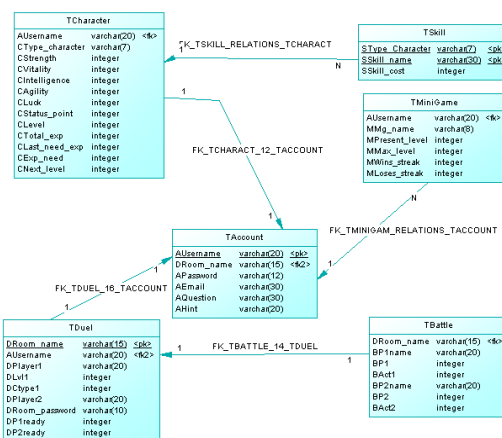 TCharacter
AUsername varchar(20) <fk>
CType_character varchar(7)
CStrength integer
CVitality integer
CIntelligence integer
CAgility integer
CLuck integer
CStatus_point integer
CLevel integer
CTotal_exp integer
CLast_need_exp integer
CExp_need integer
CNext_level integer
FK_TSKILL_RELATIONS_TCHARACT
1
N
TSkill
SType_Character varchar(7) <pk
SSkill_name varchar(30) <pk
SSkill_cost integer
TMiniGame
AUsername varchar(20) <fk>
MMg_name varchar(8)
MPresent_level integer
MMax_level integer
MWins_streak integer
MLoses_streak integer
1
FK_TCHARACT_12_TACCOUNT
1
N
FK_TMINIGAM_RELATIONS_TACCOUNT
1
TAccount
AUsername varchar(20) <pk>
DRoom_name varchar(15) <fk2>
APassword varchar(12)
AEmail varchar(30)
AQuestion varchar(30)
AHint varchar(20)
1
FK_TDUEL_16_TACCOUNT
1
TDuel
DRoom_name varchar(15) <pk>
AUsername varchar(20) <fk2>
DPlayer1 varchar(20)
DLvl1 integer
DCtype1 integer
DPlayer2 varchar(20)
DRoom_password varchar(10)
DP1ready integer
DP2ready integer
1
FK_TBATTLE_14_TDUEL
1
TBattle
DRoom_name varchar(15) <fk>
BP1name varchar(20)
BP1 integer
BAct1 integer
BP2name varchar(20)
BP2 integer
BAct2 integer